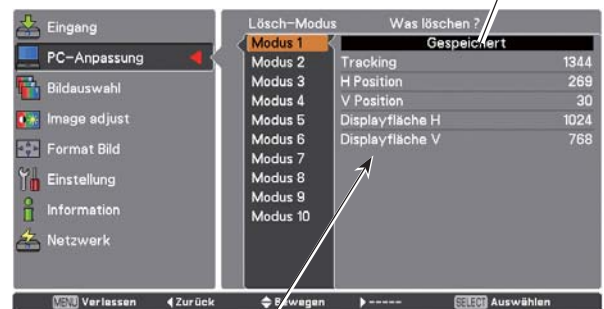 Eingang
PC-Anpassung
Bildauswahl
Image adjust
Format Bild
Einstellung
Information
Netzwerk
Lösch-Modus Was löschen ?
Modus 1 Gespeichert
Modus 2 Tracking 1344
Modus 3 H Position 269
Modus 4 V Position 30
Modus 5 Displayfläche H 1024
Modus 6 Displayfläche V 768
Modus 7
Modus 8
Modus 9
Modus 10
MENU Verlassen Zurück Bewegen ----- SELECT Auswählen